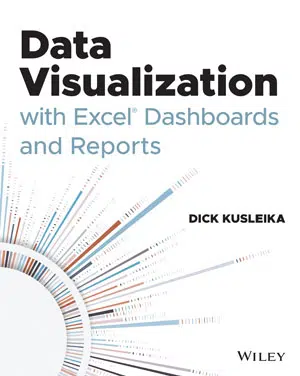 Data
Visualization
with Excel® Dashboards
and Reports
DICK KUSLEIKA
WILEY